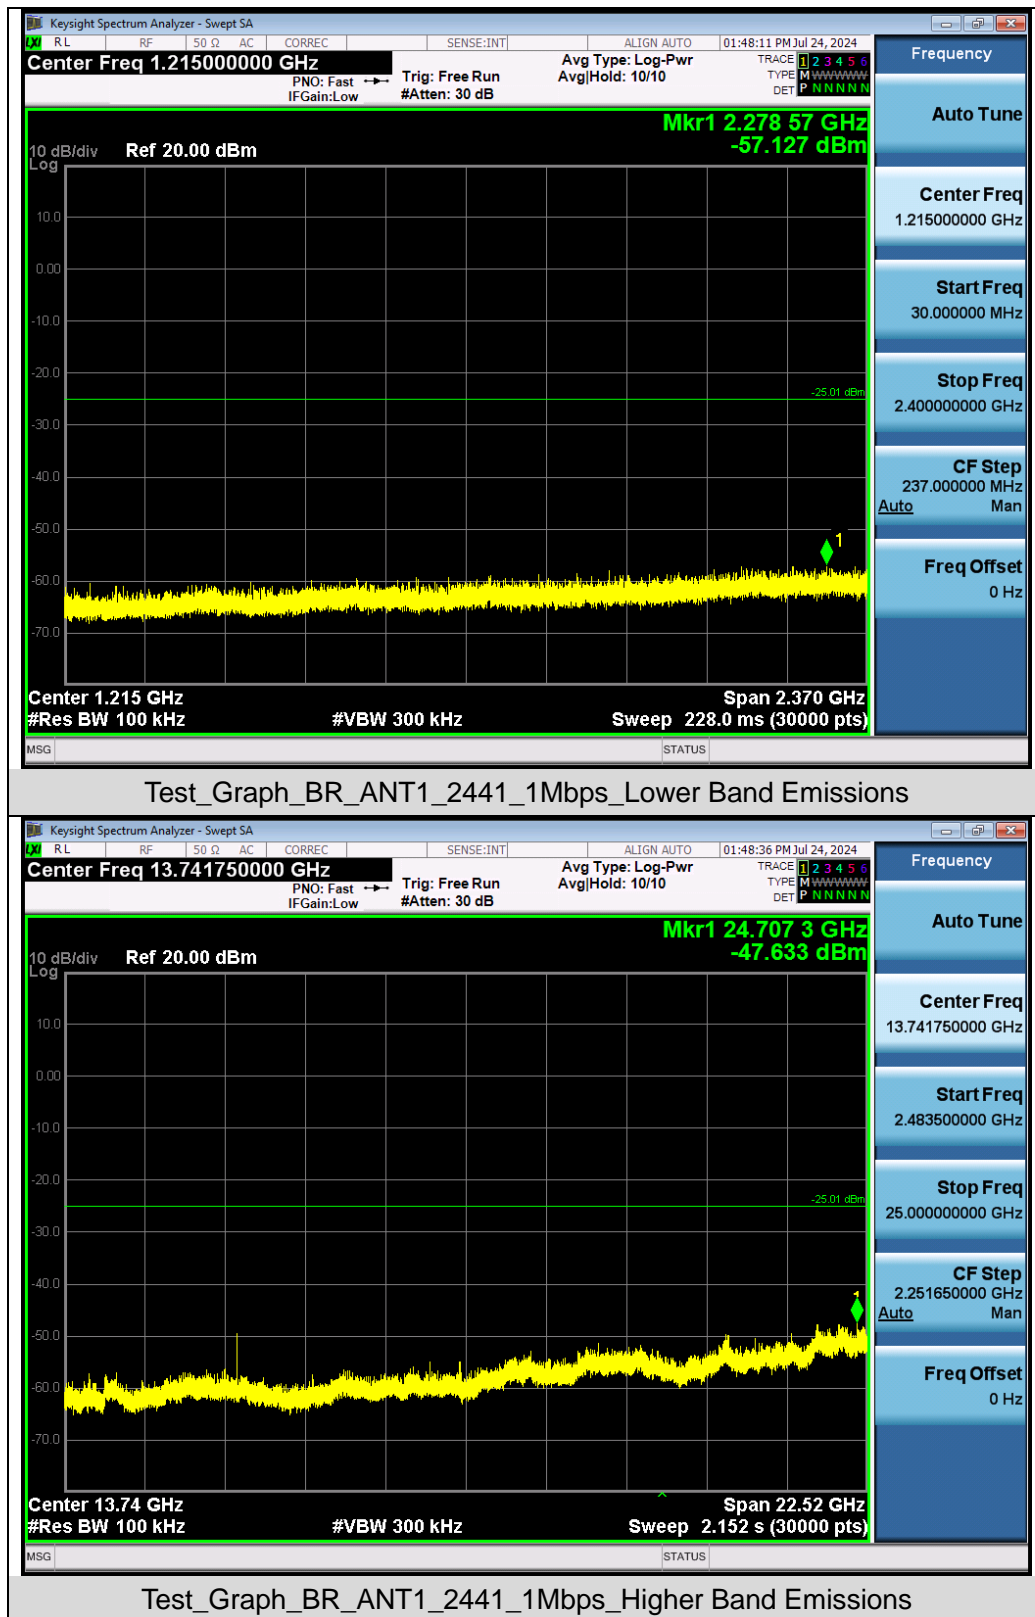 Keysight Spectrum Analyzer - Swept SA
LXI RL RF 50 Ω AC CORREC SENSE:INT ALIGN AUTO 01:48:11 PM Jul 24, 2024
Center Freq 1.215000000 GHz
PNO: Fast
IFGain:Low
Trig: Free Run
#Atten: 30 dB
Avg Type: Log-Pwr
Avg|Hold: 10/10
TRACE 1 2 3 4 5 6
TYPE M WWWWW
DET P N N N N N
Frequency
Auto Tune
Center Freq
1.215000000 GHz
Start Freq
30.000000 MHz
Stop Freq
2.400000000 GHz
CF Step
237.000000 MHz
Auto Man
Freq Offset
0 Hz
Mkr1 2.278 57 GHz
-57.127 dBm
10 dB/div Ref 20.00 dBm
Log
10.0
0.00
-10.0
-20.0
-25.01 dBm
-30.0
-40.0
-50.0
1
-60.0
-70.0
Center 1.215 GHz Span 2.370 GHz
#Res BW 100 kHz #VBW 300 kHz Sweep 228.0 ms (30000 pts)
MSG STATUS
Test_Graph_BR_ANT1_2441_1Mbps_Lower Band Emissions
Keysight Spectrum Analyzer - Swept SA
LXI RL RF 50 Ω AC CORREC SENSE:INT ALIGN AUTO 01:48:36 PM Jul 24, 2024
Center Freq 13.741750000 GHz
PNO: Fast
IFGain:Low
Trig: Free Run
#Atten: 30 dB
Avg Type: Log-Pwr
Avg|Hold: 10/10
TRACE 1 2 3 4 5 6
TYPE M WWWWW
DET P N N N N N
Frequency
Auto Tune
Center Freq
13.741750000 GHz
Start Freq
2.483500000 GHz
Stop Freq
25.000000000 GHz
CF Step
2.251650000 GHz
Auto Man
Freq Offset
0 Hz
Mkr1 24.707 3 GHz
-47.633 dBm
10 dB/div Ref 20.00 dBm
Log
10.0
0.00
-10.0
-20.0
-25.01 dBm
-30.0
-40.0
1
-50.0
-60.0
-70.0
Center 13.74 GHz Span 22.52 GHz
#Res BW 100 kHz #VBW 300 kHz Sweep 2.152 s (30000 pts)
MSG STATUS
Test_Graph_BR_ANT1_2441_1Mbps_Higher Band Emissions